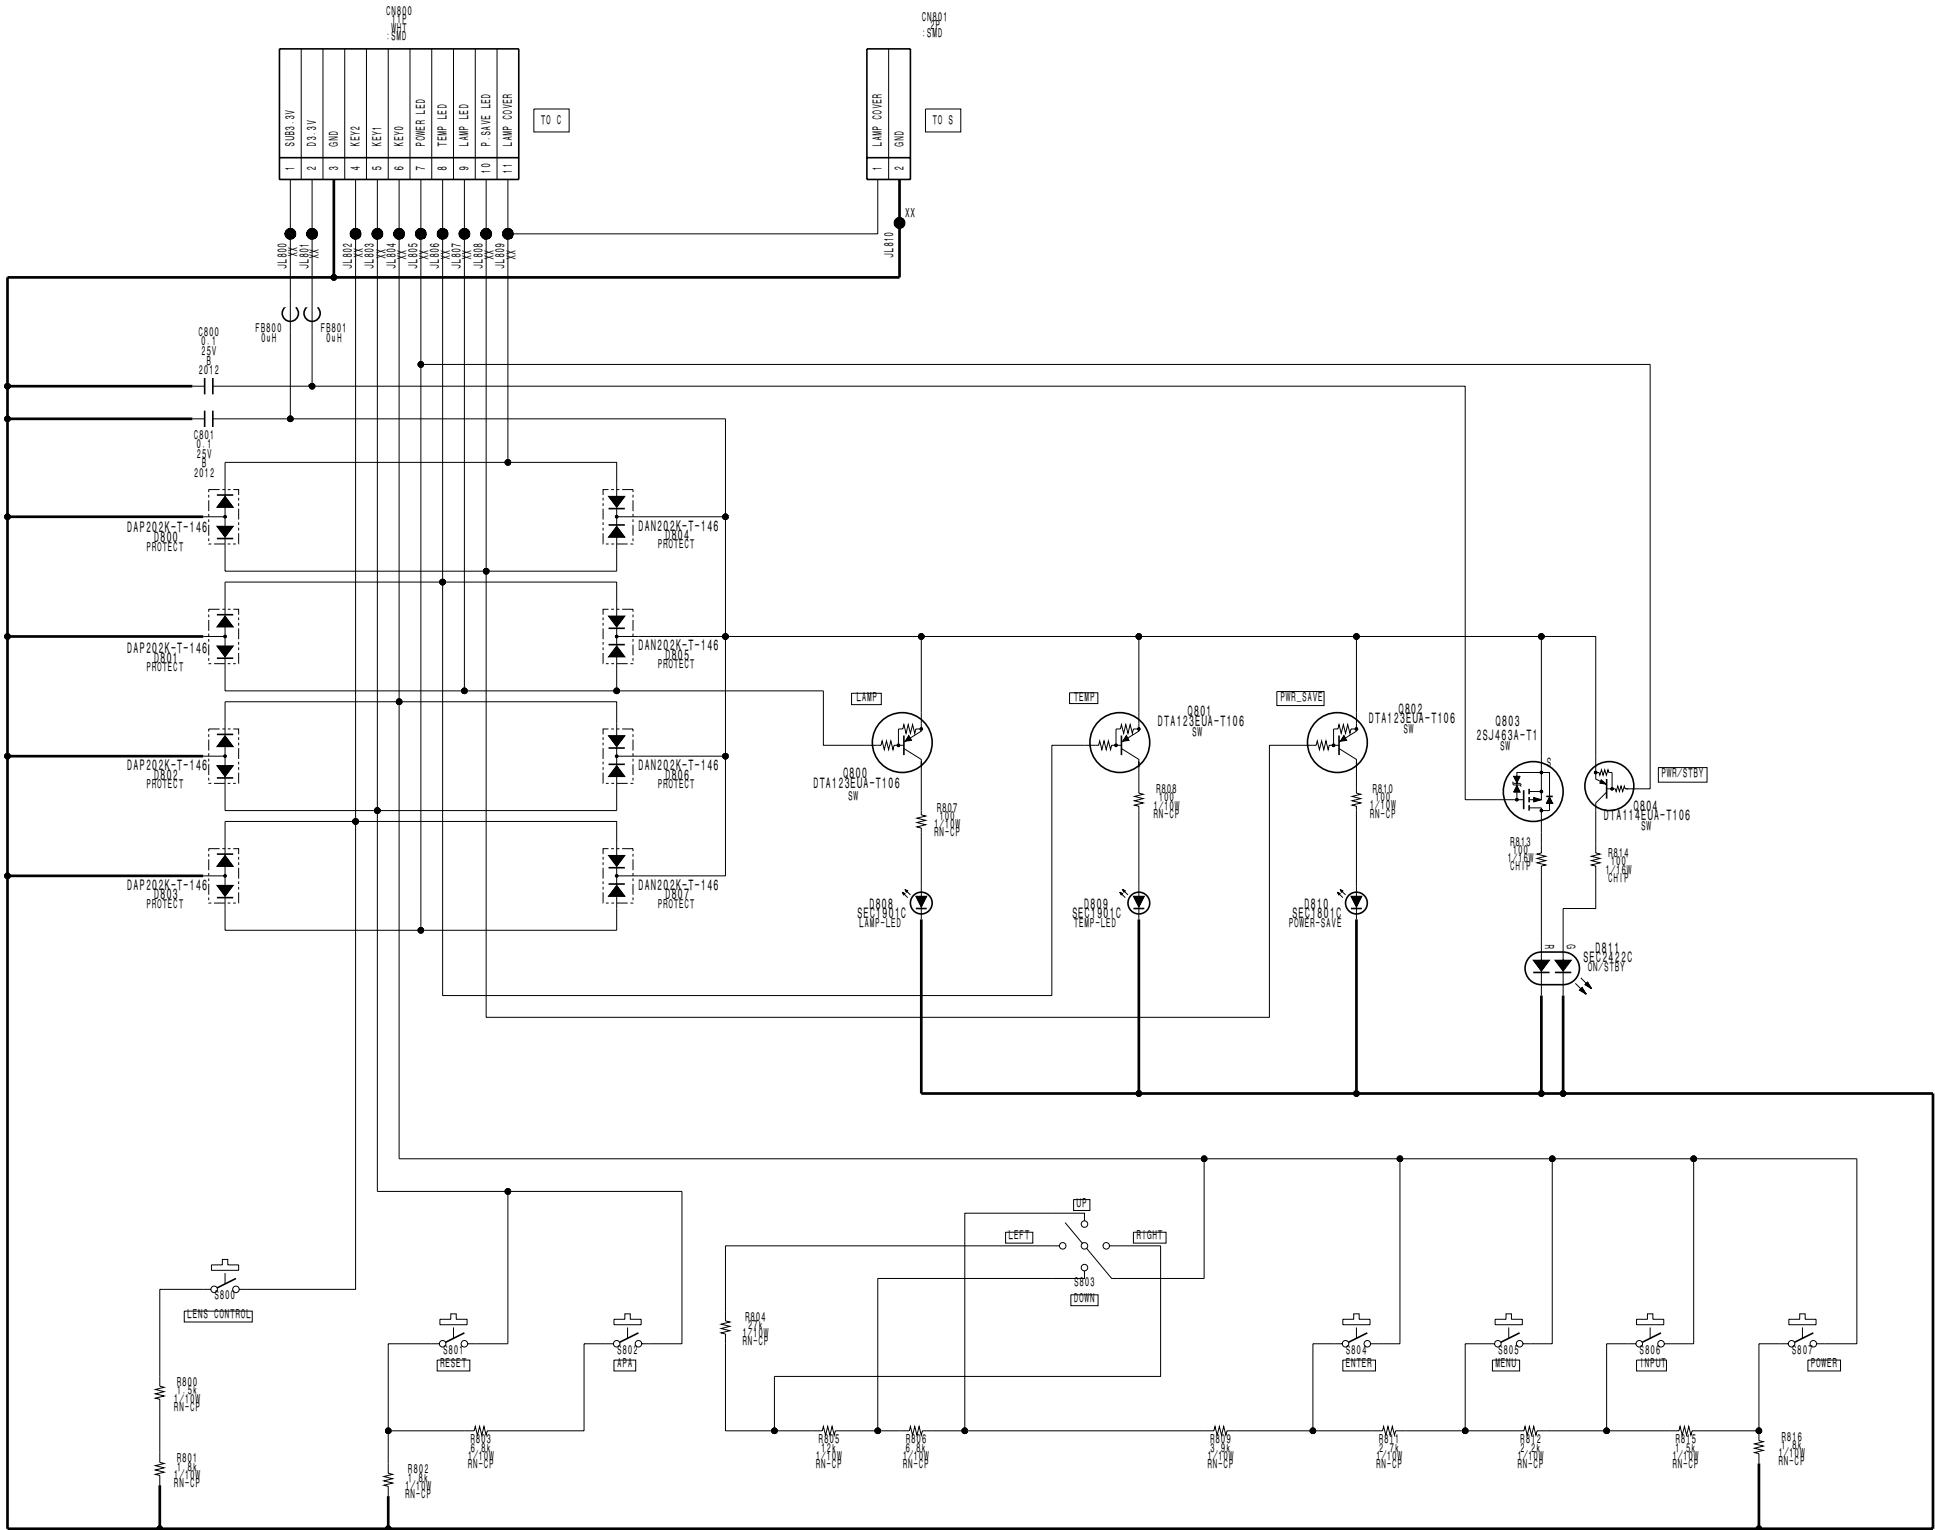 CN800
11P
WHT
:SMD
CN801
2P
:SMD
SUB3.3V
D3.3V
GND
KEY2
KEY1
KEY0
POWER LED
TEMP LED
LAMP LED
P.SAVE LED
LAMP COVER
1
2
3
4
5
6
7
8
9
10
11
TO C
LAMP COVER
GND
1
2
TO S
JL800
XX
JL801
XX
JL802
XX
JL803
XX
JL804
XX
JL805
XX
JL806
XX
JL807
XX
JL808
XX
JL809
XX
JL810
XX
FB800
0uH
FB801
0uH
C800
0.1
25V
B
2012
C801
0.1
25V
B
2012
DAP202K-T-146
D800
PROTECT
DAN202K-T-146
D804
PROTECT
DAP202K-T-146
D801
PROTECT
DAN202K-T-146
D805
PROTECT
DAP202K-T-146
D802
PROTECT
DAN202K-T-146
D806
PROTECT
DAP202K-T-146
D803
PROTECT
DAN202K-T-146
D807
PROTECT
LAMP
Q800
DTA123EUA-T106
SW
TEMP
Q801
DTA123EUA-T106
SW
PWR_SAVE
Q802
DTA123EUA-T106
SW
Q803
2SJ463A-T1
SW
S
PWR/STBY
Q804
DTA114EUA-T106
SW
R807
100
1/10W
RN-CP
R808
100
1/10W
RN-CP
R810
100
1/10W
RN-CP
R813
100
1/16W
CHIP
R814
100
1/16W
CHIP
D808
SEC1901C
LAMP-LED
D809
SEC1901C
TEMP-LED
D810
SEC1801C
POWER-SAVE
R
G
D811
SEC2422C
ON/STBY
S800
LENS CONTROL
S801
RESET
S802
APA
UP
LEFT
RIGHT
S803
DOWN
S804
ENTER
S805
MENU
S806
INPUT
S807
POWER
R800
1.5k
1/10W
RN-CP
R801
1.8k
1/10W
RN-CP
R802
1.8k
1/10W
RN-CP
R803
6.8k
1/10W
RN-CP
R804
27k
1/10W
RN-CP
R805
12k
1/10W
RN-CP
R806
6.8k
1/10W
RN-CP
R809
3.9k
1/10W
RN-CP
R811
2.7k
1/10W
RN-CP
R812
2.2k
1/10W
RN-CP
R815
1.5k
1/10W
RN-CP
R816
1.8k
1/10W
RN-CP